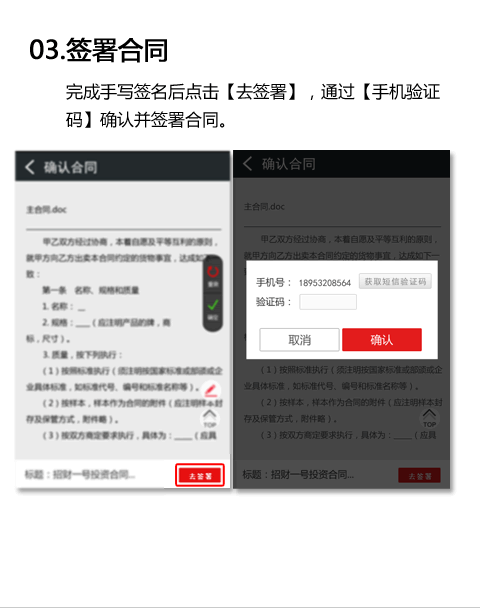 03.签署合同
完成手写签名后点击【去签署】，通过【手机验证
码】确认并签署合同。
确认合同
主合同.doc
甲乙双方经过协商，本着自愿及平等互利的原则，
就甲方向乙方出卖本合同约定的货物事宜，达成如下
致：
第一条 名称、规格和质量
1. 名称：__
2. 规格：____（应注明产品的牌，商
标，尺寸）。
3. 质量，按下列执行：
（1）按照标准执行（须注明按国家标准或部颁或企
业具体标准，如标准代号、编号和标准名称等）。
（2）按样本，样本作为合同的附件（应注明样本封
存及保管方式，附件略）。
（3）按双方商定要求执行，具体为：____（应具
TOP
标题：招财一号投资合同...
去签署
确认合同
主合同.doc
甲乙双方经过协商，本着自愿及平等互利的原则，
就甲方向乙方出卖本合同约定的货物事宜，达成如下一
手机号： 18953208564 获取短信验证码
验证码：
取消 确认
（1）按照标准执行（须注明按国家标准或部颁或企
业具体标准，如标准代号、编号和标准名称等）。
（2）按样本，样本作为合同的附件（应注明样本封
存及保管方式，附件略）。
（3）按双方商定要求执行，具体为：____（应具
TOP
标题：招财一号投资合同...
去签署